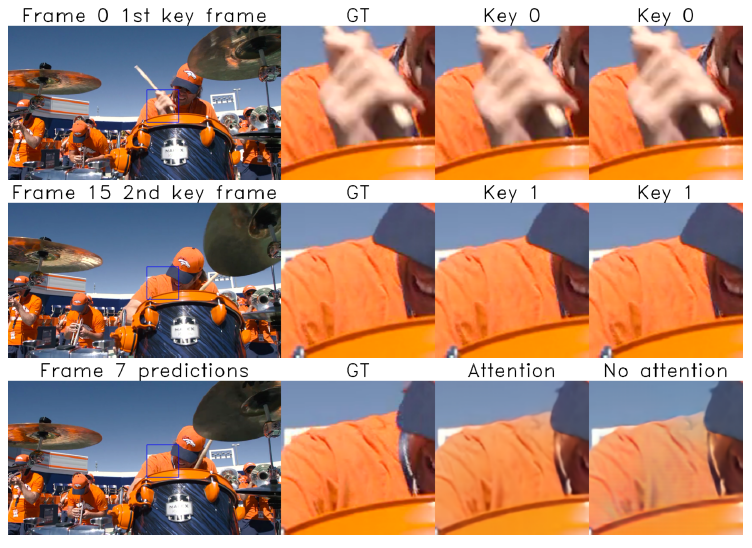 Frame 0 1st key frame GT Key 0 Key 0
Frame 15 2nd key frame GT Key 1 Key 1
Frame 7 predictions GT Attention No attention